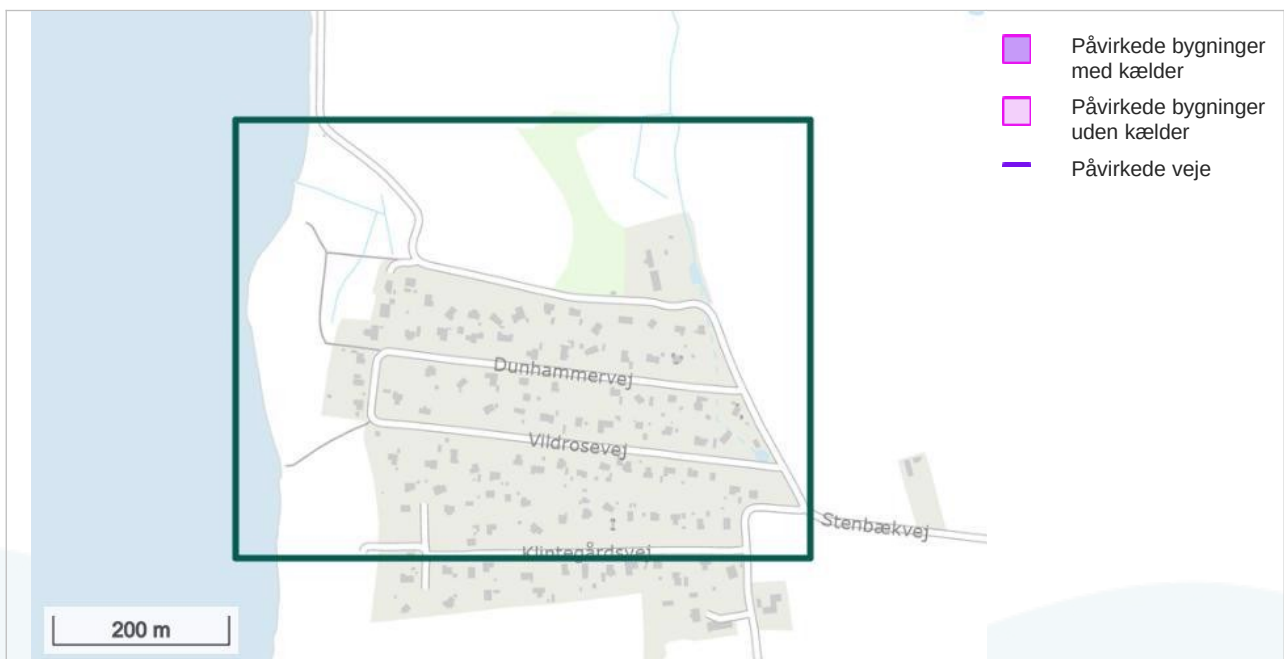 Påvirkede bygninger
med kælder
Påvirkede bygninger
uden kælder
Påvirkede veje
Dunhammervej
Vildrosevej
Stenbækvej
Klintegårdsvej
200 m